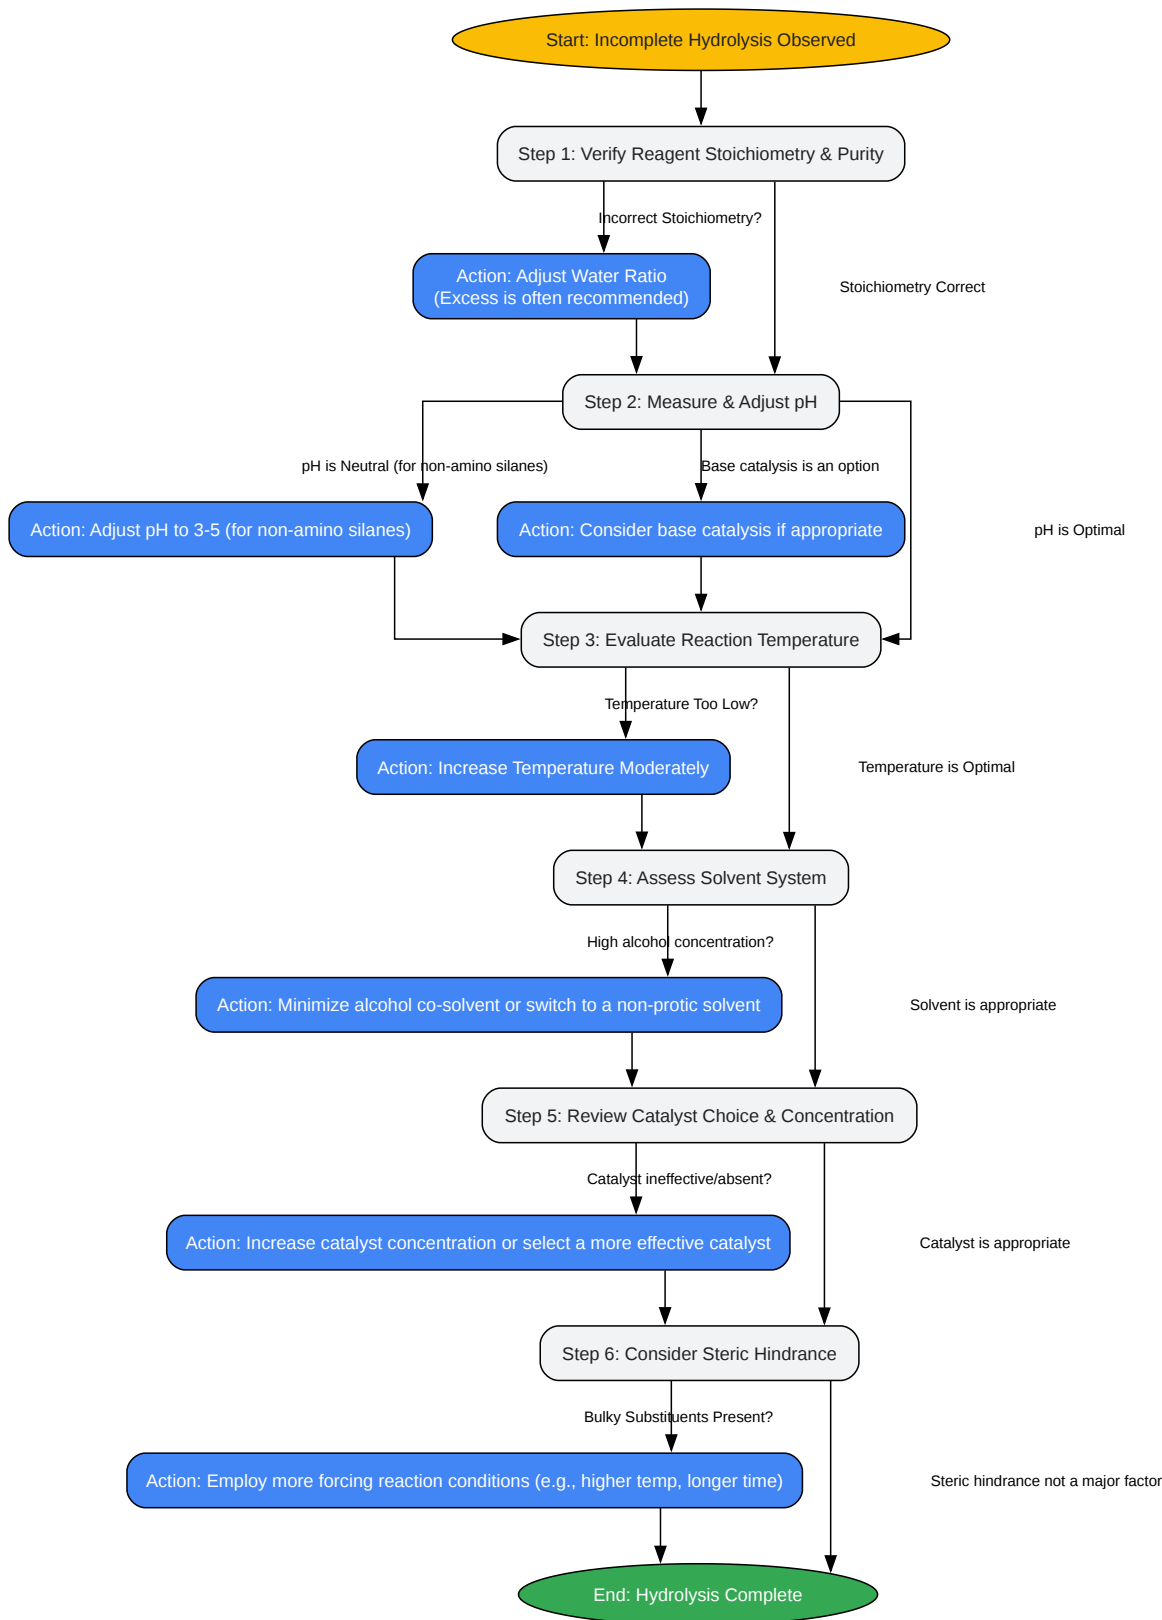 Start: Incomplete Hydrolysis Observed
Step 1: Verify Reagent Stoichiometry & Purity
Incorrect Stoichiometry?
Action: Adjust Water Ratio
(Excess is often recommended)
Stoichiometry Correct
Step 2: Measure & Adjust pH
pH is Neutral (for non-amino silanes)
Base catalysis is an option
Action: Adjust pH to 3-5 (for non-amino silanes)
Action: Consider base catalysis if appropriate
pH is Optimal
Step 3: Evaluate Reaction Temperature
Temperature Too Low?
Action: Increase Temperature Moderately
Temperature is Optimal
Step 4: Assess Solvent System
High alcohol concentration?
Action: Minimize alcohol co-solvent or switch to a non-protic solvent
Solvent is appropriate
Step 5: Review Catalyst Choice & Concentration
Catalyst ineffective/absent?
Action: Increase catalyst concentration or select a more effective catalyst
Catalyst is appropriate
Step 6: Consider Steric Hindrance
Bulky Substituents Present?
Action: Employ more forcing reaction conditions (e.g., higher temp, longer time)
Steric hindrance not a major factor
End: Hydrolysis Complete